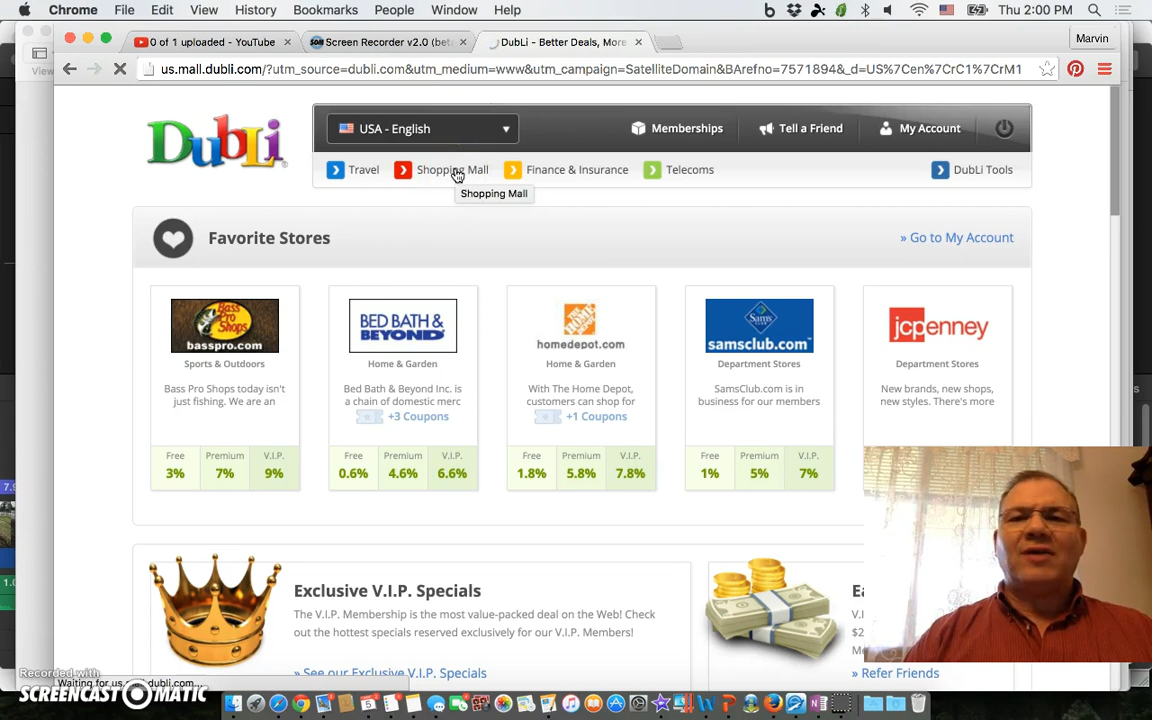 Chrome File Edit View History Bookmarks People Window Help Thu 2:00 PM
0 of 1 uploaded - YouTube Screen Recorder v2.0 (bet DubLi - Better Deals, More Marvin
View
us.mall.dubli.com/?utm_source=dubli.com&utm_medium=www&utm_campaign=SatelliteDomain&BArefno=7571894&_d=US%7Cen%7CrC1%7CrM1
DubLi
USA - English Memberships Tell a Friend My Account
Travel Shopping Mall Finance & Insurance Telecoms DubLi Tools
Shopping Mall
Favorite Stores » Go to My Account
Bass Pro Shops
basspro.com
BED BATH & BEYOND
homedepot.com
samsclub.com
jcpenney
Sports & Outdoors Home & Garden Home & Garden Department Stores Department Stores
Bass Pro Shops today isn't just fishing. We are an
Bed Bath & Beyond Inc. is a chain of domestic merc
+3 Coupons
With The Home Depot, customers can shop for
+1 Coupons
SamsClub.com is in business for our members
New brands, new shops, new styles. There's more
Free Premium V.I.P. Free Premium V.I.P. Free Premium V.I.P. Free Premium V.I.P.
3% 7% 9% 0.6% 4.6% 6.6% 1.8% 5.8% 7.8% 1% 5% 7%
Exclusive V.I.P. Specials
The V.I.P. Membership is the most value-packed deal on the Web! Check
out the hottest specials reserved exclusively for our V.I.P. Members!
» See our Exclusive V.I.P. Specials
» Refer Friends
Recorded with
SCREENCAST-O-MATIC